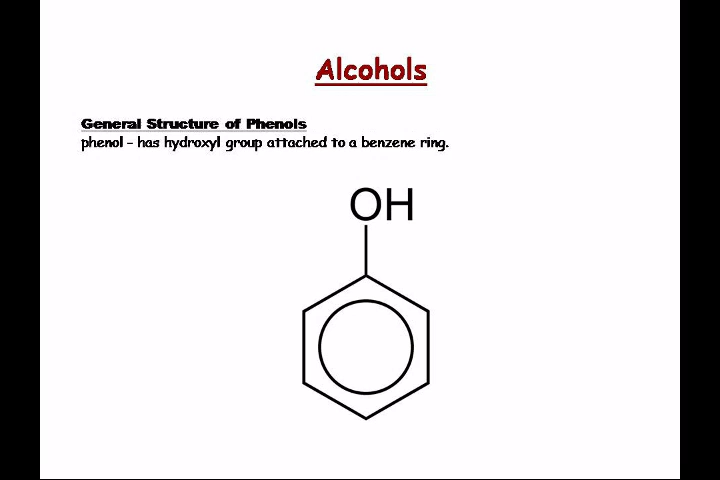 Alcohols
General Structure of Phenols
phenol - has hydroxyl group attached to a benzene ring.
OH